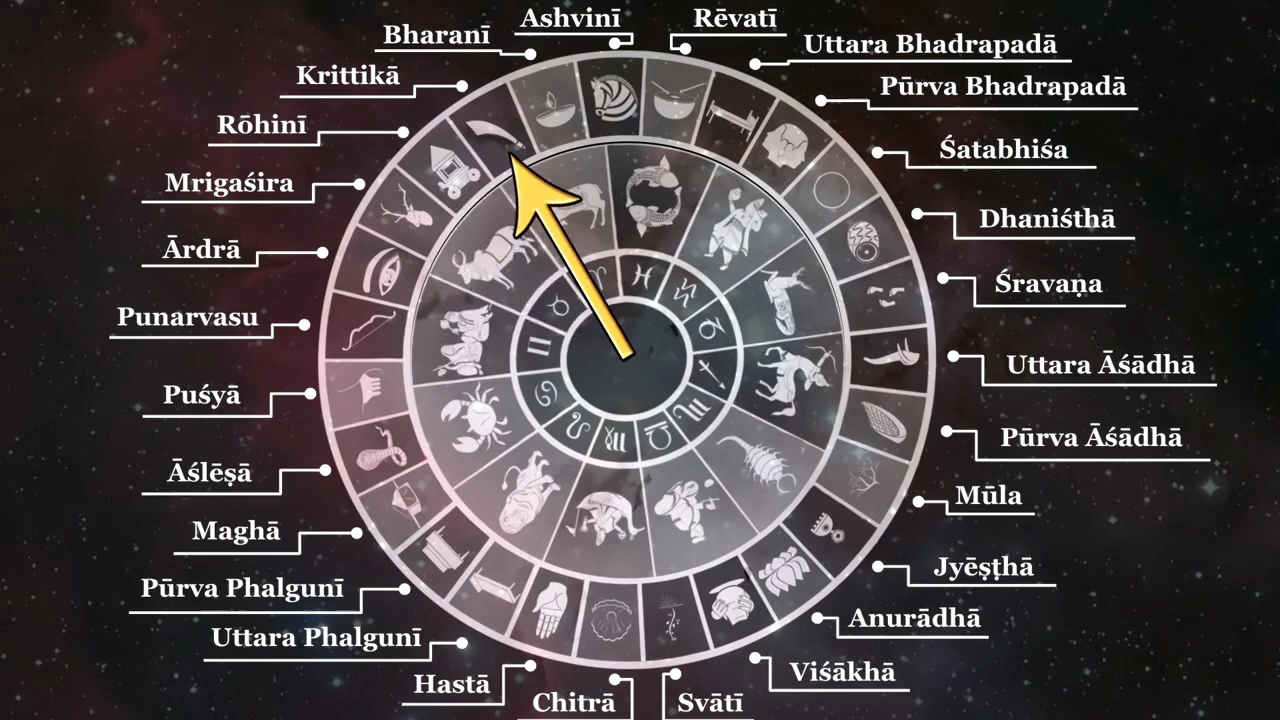 Ashvinī
Rēvatī
Bharanī
Uttara Bhadrapadā
Krittikā
Pūrva Bhadrapadā
Rōhinī
Śatabhiśa
Mrigaśira
Dhaniśthā
Ārdrā
Śravaṇa
Punarvasu
Uttara Āśādhā
Puśyā
Pūrva Āśādhā
Āślēṣā
Mūla
Maghā
Jyēṣṭhā
Pūrva Phalgunī
Anurādhā
Uttara Phalgunī
Viśākhā
Hastā
Chitrā
Svātī